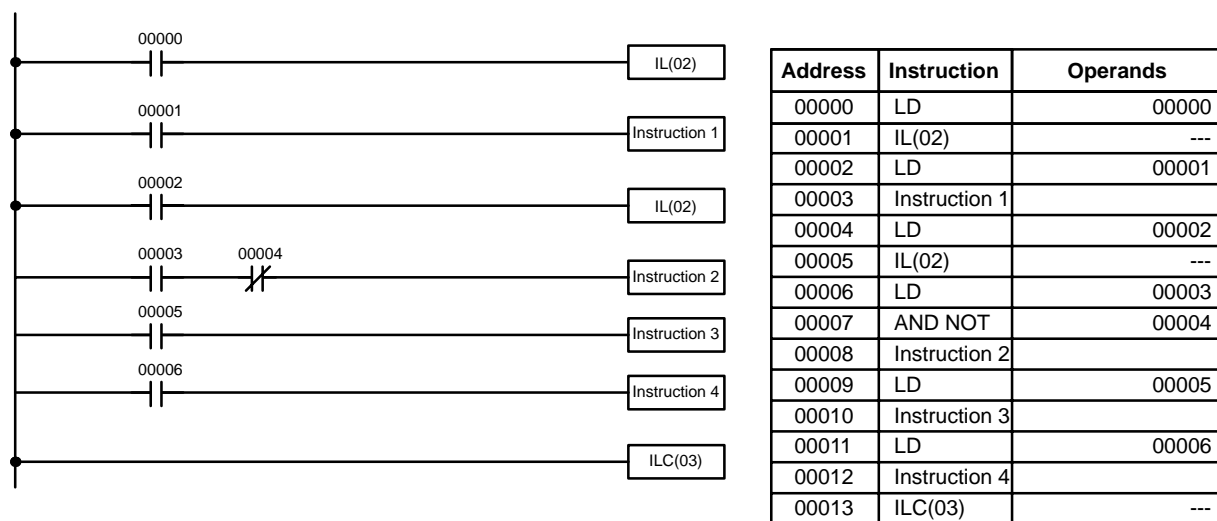 00000
IL(02)
00001
Instruction 1
00002
IL(02)
00003 00004
Instruction 2
00005
Instruction 3
00006
Instruction 4
ILC(03)
Address Instruction Operands
00000 LD 00000
00001 IL(02) ---
00002 LD 00001
00003 Instruction 1
00004 LD 00002
00005 IL(02) ---
00006 LD 00003
00007 AND NOT 00004
00008 Instruction 2
00009 LD 00005
00010 Instruction 3
00011 LD 00006
00012 Instruction 4
00013 ILC(03) ---